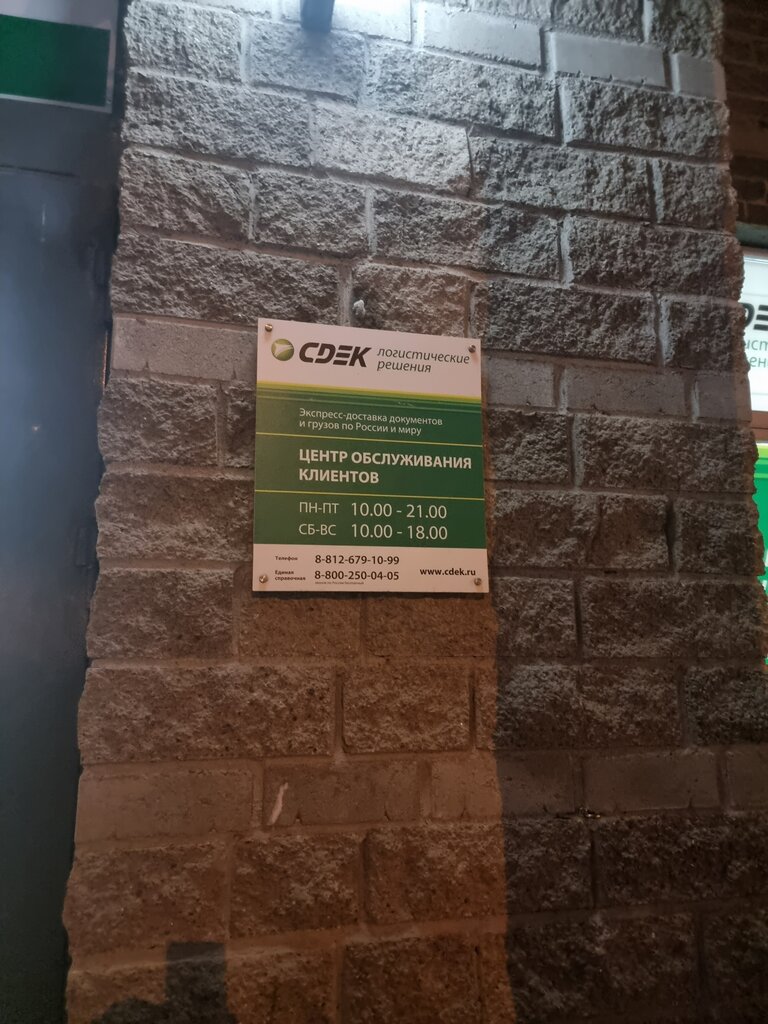 CDEK логистические
решения
Экспресс-доставка документов
и грузов по России и миру
ЦЕНТР ОБСЛУЖИВАНИЯ
КЛИЕНТОВ
ПН-ПТ 10.00 - 21.00
СБ-ВС 10.00 - 18.00
Телефон 8-812-679-10-99
Единая
справочная 8-800-250-04-05 www.cdek.ru